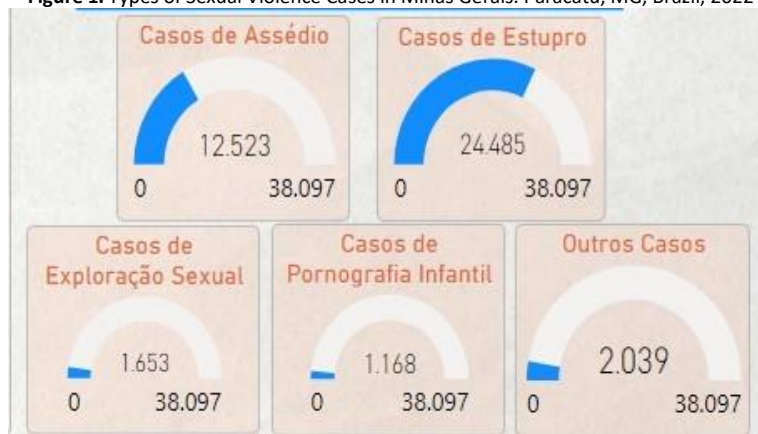 Figure 1. Types of Sexual Violence Cases in Minas Gerais. Paracatu, MG, Brazil, 2022
Casos de Assédio
12.523
0 38.097
Casos de Estupro
24.485
0 38.097
Casos de
Exploração Sexual
1.653
0 38.097
Casos de
Pornografia Infantil
1.168
0 38.097
Outros Casos
2.039
0 38.097